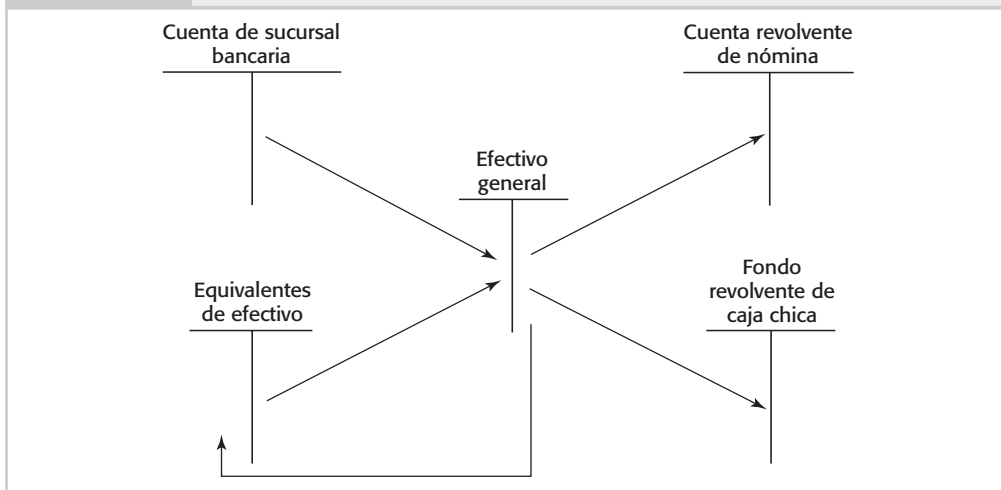 Cuenta de sucursal
bancaria
Cuenta revolvente
de nómina
Efectivo
general
Equivalentes
de efectivo
Fondo
revolvente de
caja chica